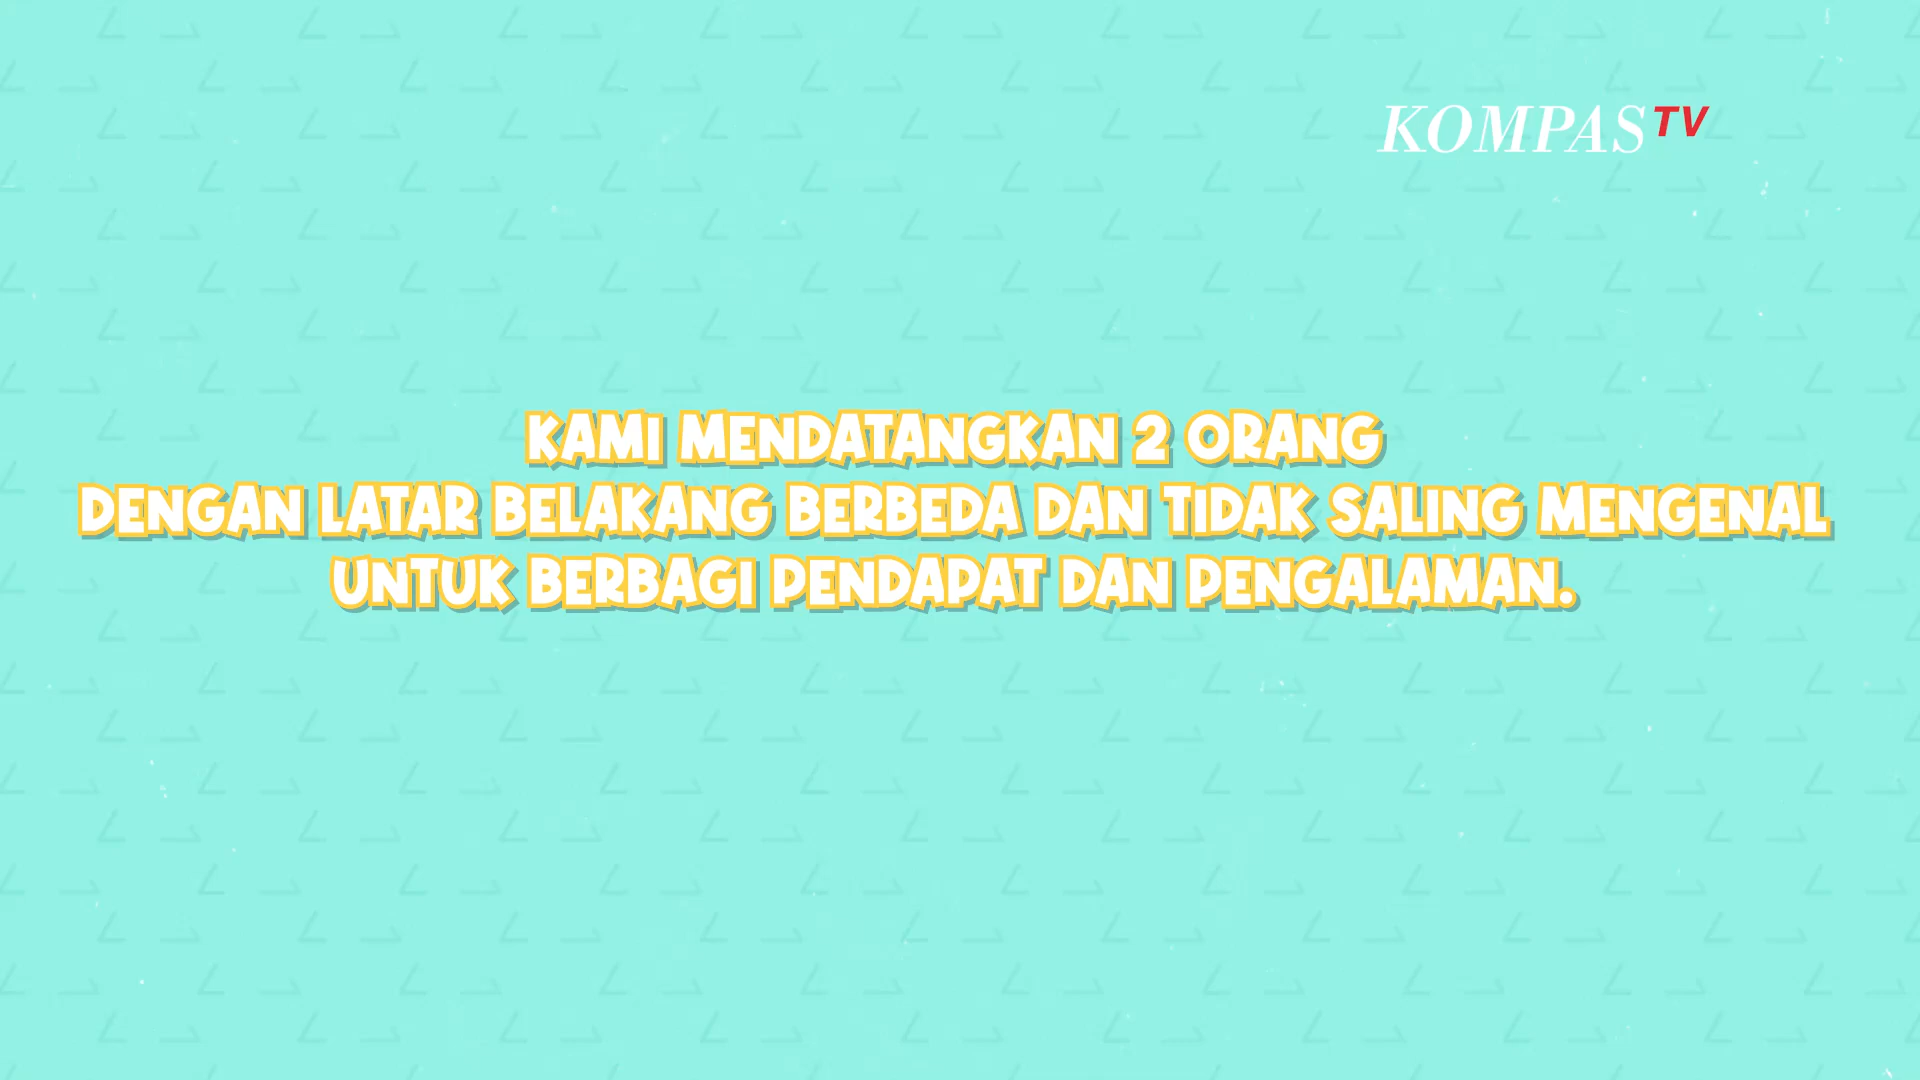 KOMPAS TV
KAMI MENDATANGKAN 2 ORANG
DENGAN LATAR BELAKANG BERBEDA DAN TIDAK SALING MENGENAL
UNTUK BERBAGI PENDAPAT DAN PENGALAMAN.